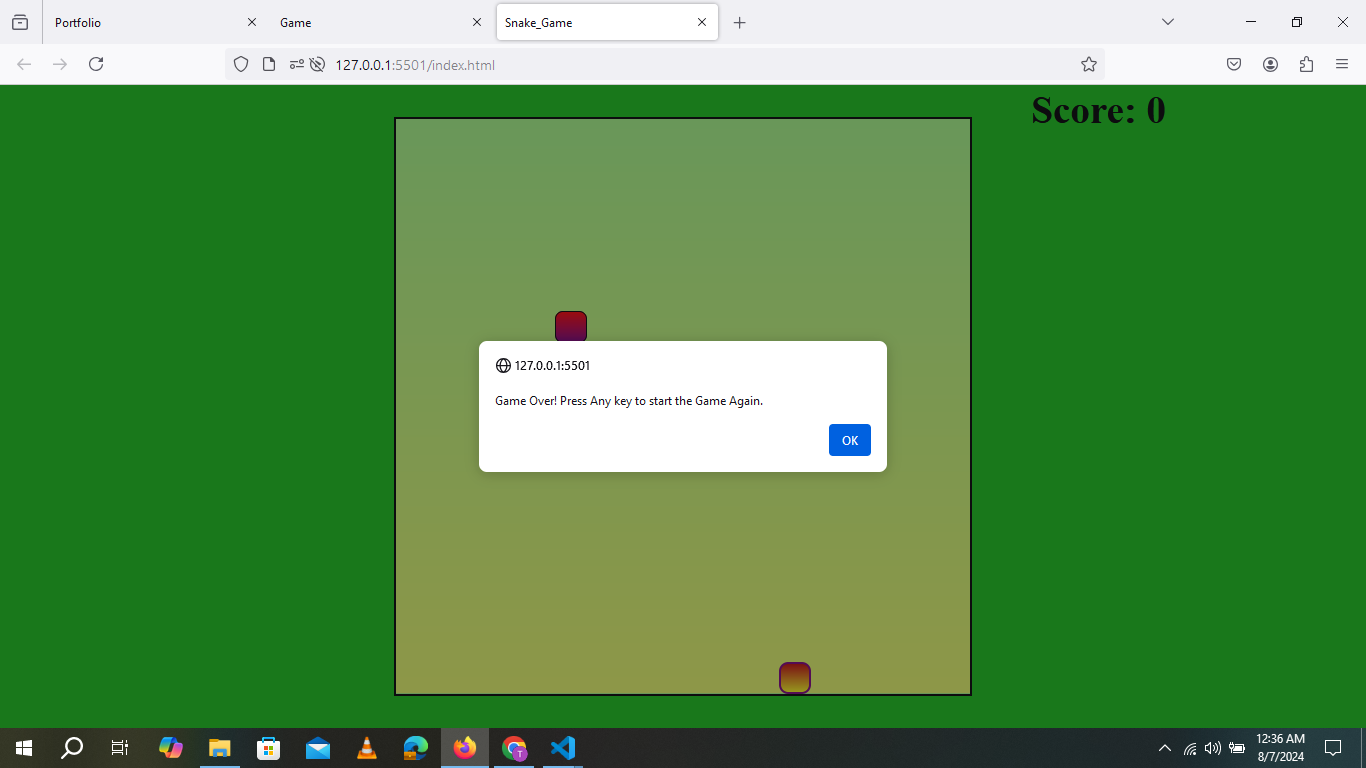 Portfolio
Game
Snake_Game
127.0.0.1:5501/index.html
Score: 0
127.0.0.1:5501
Game Over! Press Any key to start the Game Again.
OK
T
12:36 AM
8/7/2024